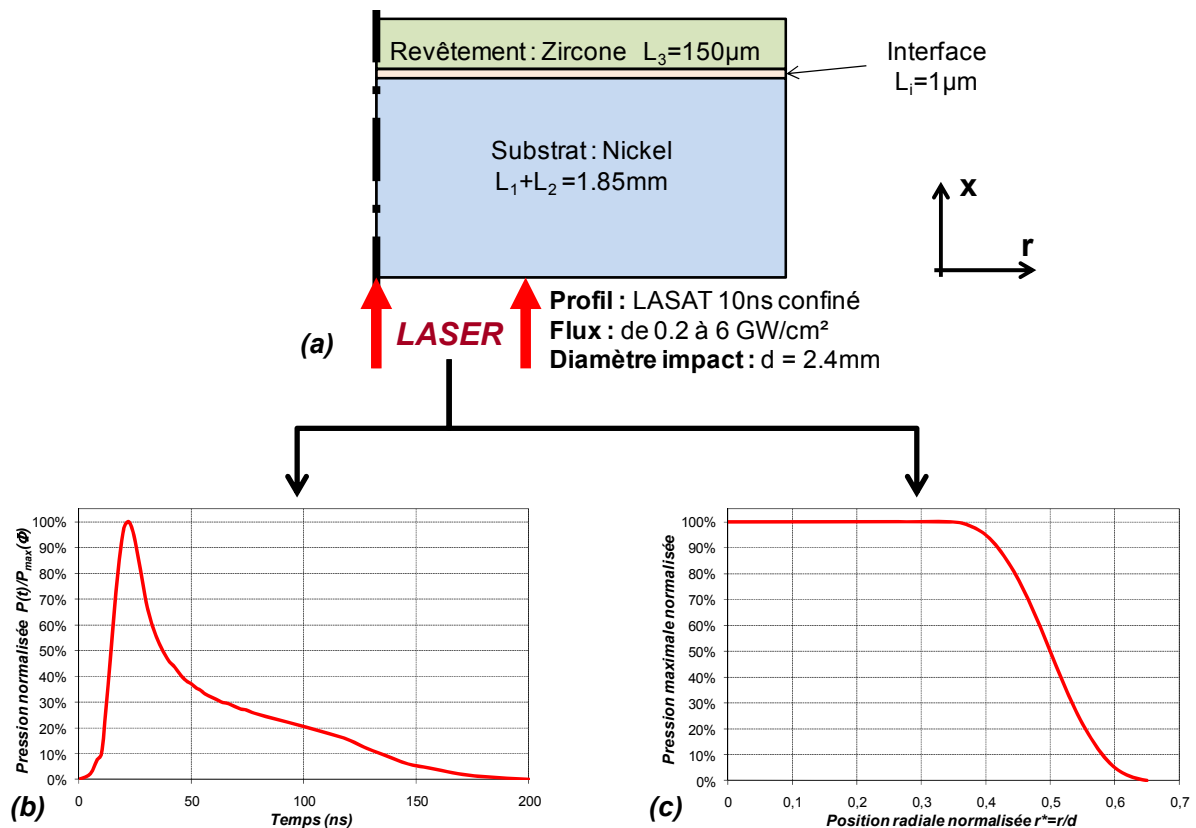 Revêtement : Zircone L₃=150µm
Interface
Lᵢ=1µm
Substrat : Nickel
L₁+L₂ =1.85mm
x
r
(a)
LASER
Profil : LASAT 10ns confiné
Flux : de 0.2 à 6 GW/cm²
Diamètre impact : d = 2.4mm
Pression normalisée P(t)/Pmax(Φ)
100%
90%
80%
70%
60%
50%
40%
30%
20%
10%
0%
0 50 100 150 200
Temps (ns)
(b)
Pression maximale normalisée
100%
90%
80%
70%
60%
50%
40%
30%
20%
10%
0%
0 0,1 0,2 0,3 0,4 0,5 0,6 0,7
Position radiale normalisée r*=r/d
(c)